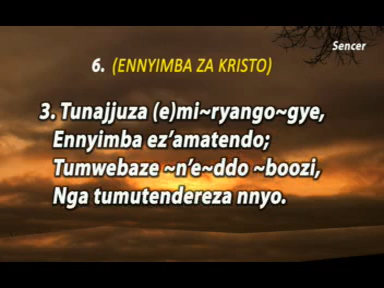 Sencer
6. (ENNYIMBA ZA KRISTO)
3. Tunajjuza (e)mi~ryango~gye,
Ennyimba ez'amatendo;
Tumwebaze ~n'e~ddo ~boozi,
Nga tumutendereza nnyo.